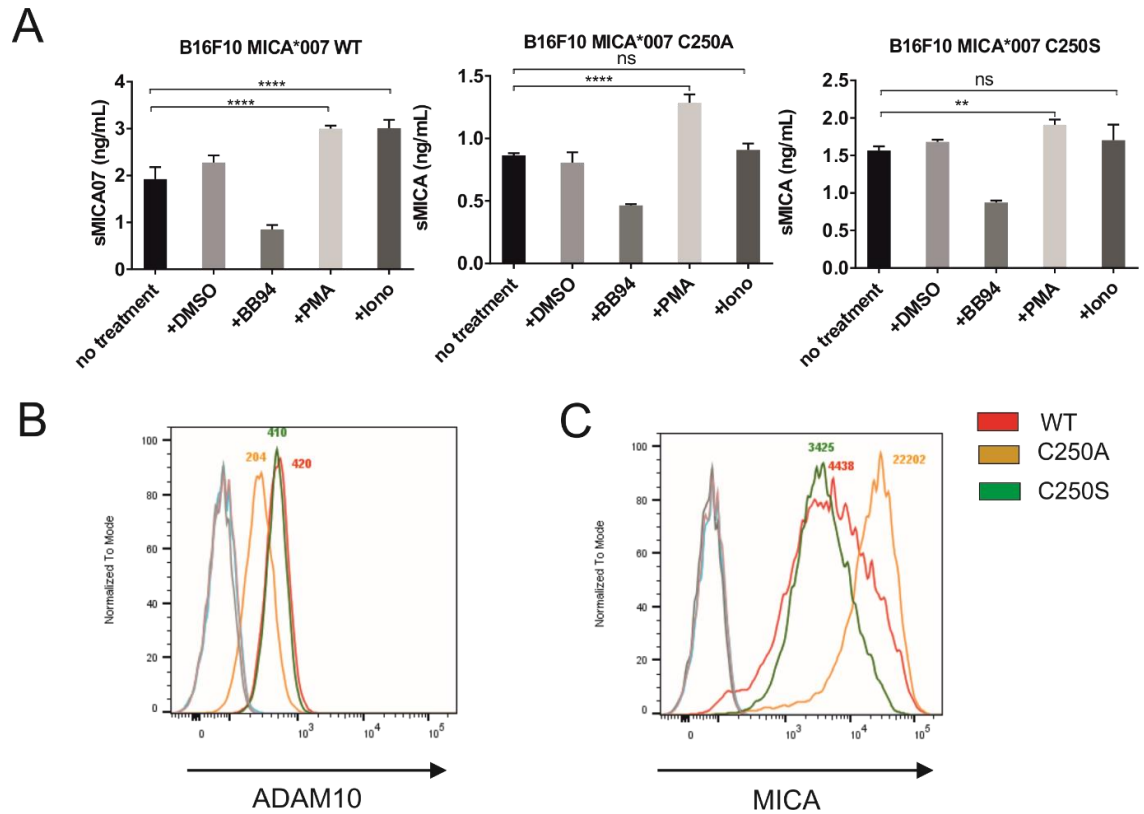 A
B16F10 MICA*007 WT
****
****
sMICA07 (ng/mL)
4
3
2
1
0
no treatment
+DMSO
+BB94
+PMA
+Iono
B16F10 MICA*007 C250A
ns
****
sMICA (ng/mL)
1.5
1.0
0.5
0.0
no treatment
+DMSO
+BB94
+PMA
+Iono
B16F10 MICA*007 C250S
ns
**
sMICA (ng/mL)
2.5
2.0
1.5
1.0
0.5
0.0
no treatment
+DMSO
+BB94
+PMA
+Iono
B
410
204
420
Normalized To Mode
100
80
60
40
20
0
0
10³
10⁴
10⁵
ADAM10
C
3425
4438
22202
Normalized To Mode
100
80
60
40
20
0
0
10³
10⁴
10⁵
MICA
WT
C250A
C250S